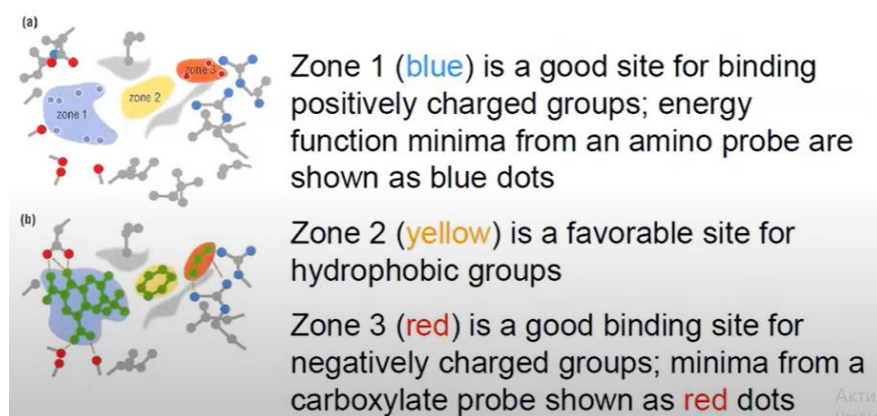 (a)
zone 1
zone 2
zone 3
Zone 1 (blue) is a good site for binding
positively charged groups; energy
function minima from an amino probe are
shown as blue dots
(b)
Zone 2 (yellow) is a favorable site for
hydrophobic groups
Zone 3 (red) is a good binding site for
negatively charged groups; minima from a
carboxylate probe shown as red dots
Акти